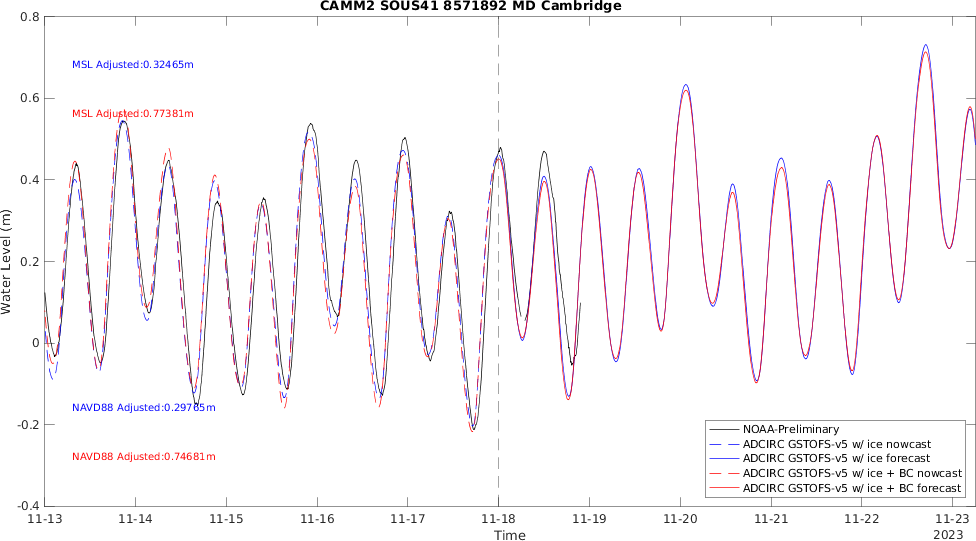 CAMM2 SOUS41 8571892 MD Cambridge
0.8
MSL Adjusted:0.32465m
0.6
MSL Adjusted:0.77381m
0.4
Water Level (m)
0.2
0
NAVD88 Adjusted:0.29765m
-0.2
NAVD88 Adjusted:0.74681m
-0.4
NOAA-Preliminary
ADCIRC GSTOFS-v5 w/ ice nowcast
ADCIRC GSTOFS-v5 w/ ice forecast
ADCIRC GSTOFS-v5 w/ ice + BC nowcast
ADCIRC GSTOFS-v5 w/ ice + BC forecast
11-13 11-14 11-15 11-16 11-17 11-18 11-19 11-20 11-21 11-22 11-23
Time
2023